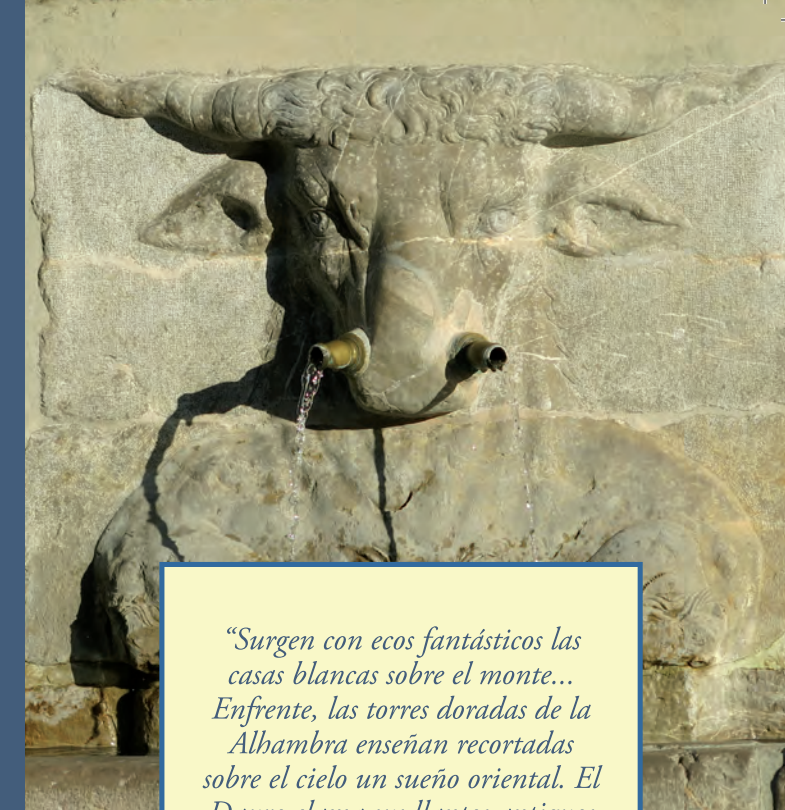 “Surgen con ecos fantásticos las
casas blancas sobre el monte...
Enfrente, las torres doradas de la
Alhambra enseñan recortadas
sobre el cielo un sueño oriental. El